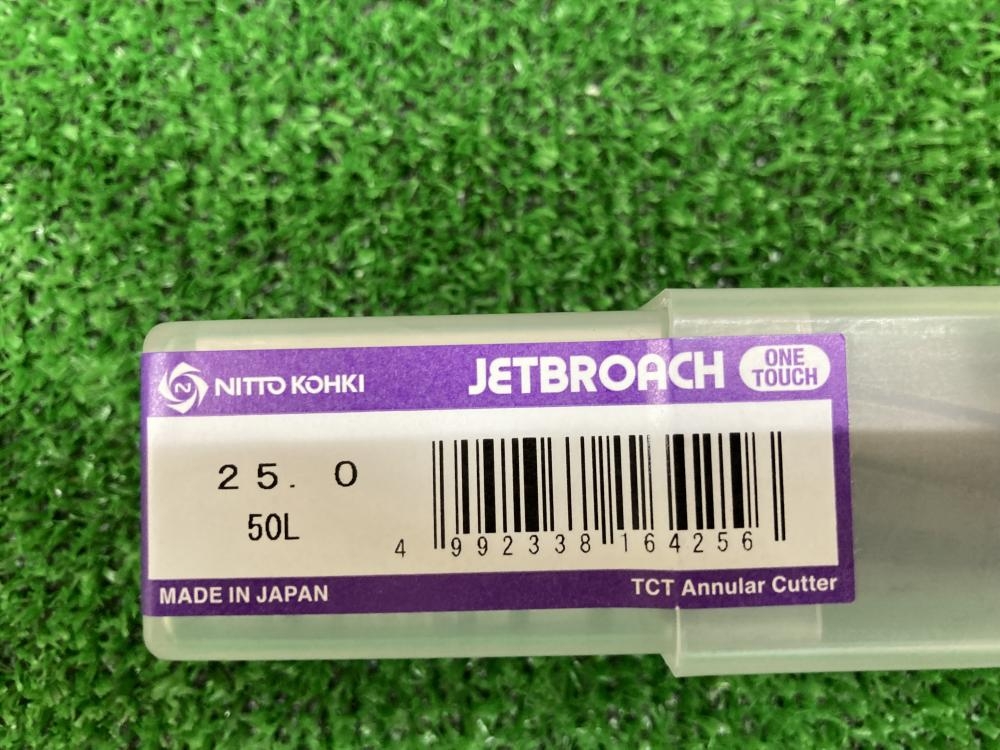 NITTO KOHKI
JETBROACH
ONE
TOUCH
25.0
50L
4 992338 164256
MADE IN JAPAN
TCT Annular Cutter